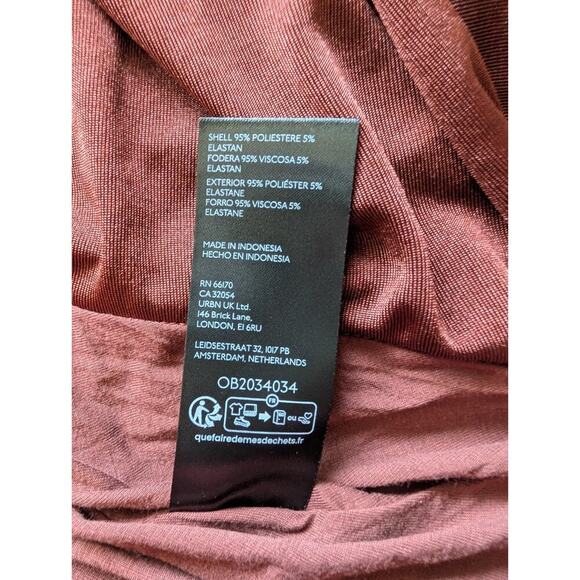 SHELL 95% POLIESTERE 5%
ELASTAN
FODERA 95% VISCOSA 5%
ELASTAN
EXTERIOR 95% POLIÉSTER 5%
ELASTANE
FORRO 95% VISCOSA 5%
ELASTANE
MADE IN INDONESIA
HECHO EN INDONESIA
RN 66170
CA 32054
URBN UK Ltd.
146 Brick Lane,
LONDON, E1 6RU
LEIDSESTRAAT 32, 1017 PB
AMSTERDAM, NETHERLANDS
OB2034034
FR
ou
quefairedemesdechets.fr